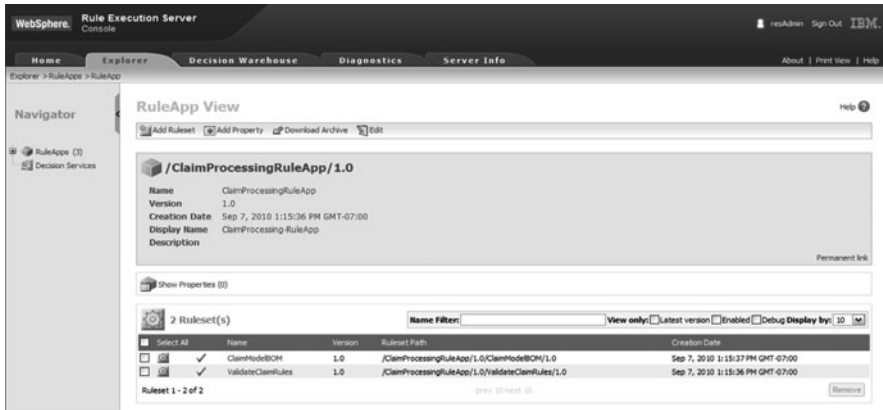 WebSphere. Rule Execution Server
Console
resAdmin Sign Out IBM.
Home Explorer Decision Warehouse Diagnostics Server Info
About | Print View | Help
Explorer > RuleApps > RuleApp
Navigator
RuleApps (3)
Decision Services
RuleApp View
Help
Add Ruleset Add Property Download Archive Edit
/ClaimProcessingRuleApp/1.0
Name ClaimProcessingRuleApp
Version 1.0
Creation Date Sep 7, 2010 1:15:36 PM GMT-07:00
Display Name ClaimProcessing-RuleApp
Description
Permanent link
Show Properties (0)
2 Ruleset(s) Name Filter: View only: Latest version Enabled Debug Display by: 10
Select All Name Version Ruleset Path Creation Date
ClaimModelBOM 1.0 /ClaimProcessingRuleApp/1.0/ClaimModelBOM/1.0 Sep 7, 2010 1:15:37 PM GMT-07:00
ValidateClaimRules 1.0 /ClaimProcessingRuleApp/1.0/ValidateClaimRules/1.0 Sep 7, 2010 1:15:36 PM GMT-07:00
Ruleset 1 - 2 of 2 prev 10 next 10 Remove